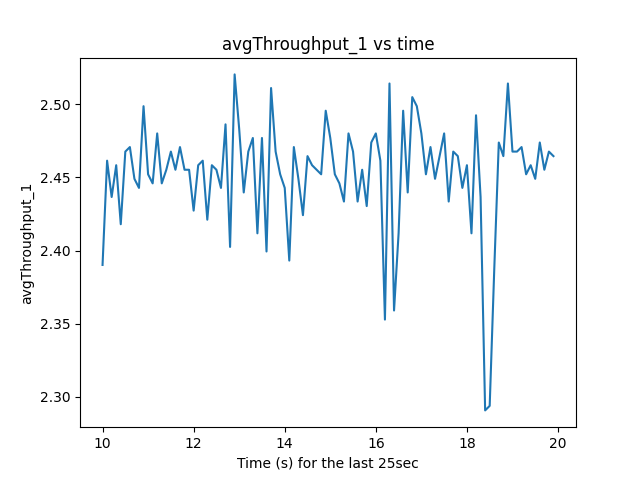 avgThroughput_1 vs time
avgThroughput_1
2.50
2.45
2.40
2.35
2.30
10 12 14 16 18 20
Time (s) for the last 25sec